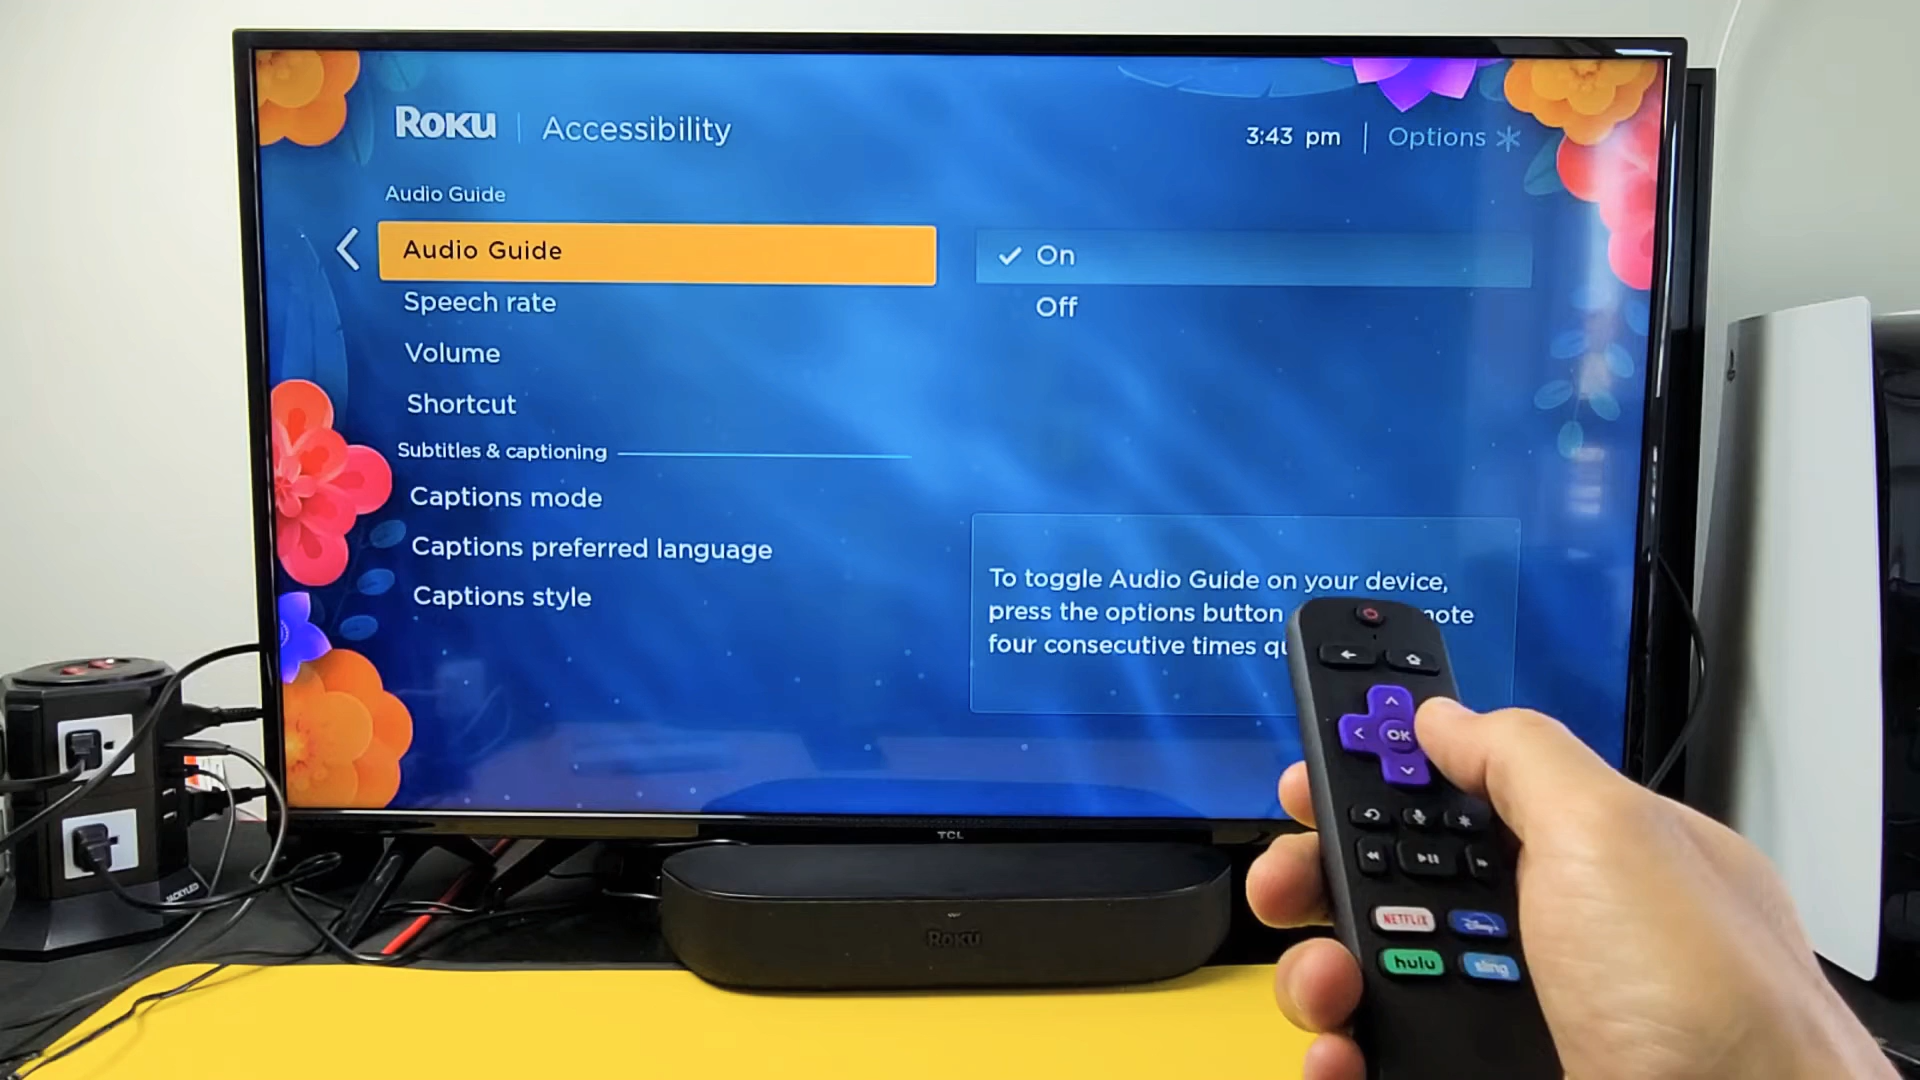 Roku | Accessibility
3:43 pm | Options
Audio Guide
Audio Guide
On
Speech rate
Off
Volume
Shortcut
Subtitles & captioning
Captions mode
Captions preferred language
Captions style
To toggle Audio Guide on your device,
press the options button
four consecutive times
TCL
Roku
OK
NETFLIX
Disney+
hulu
sling
JACKYLED